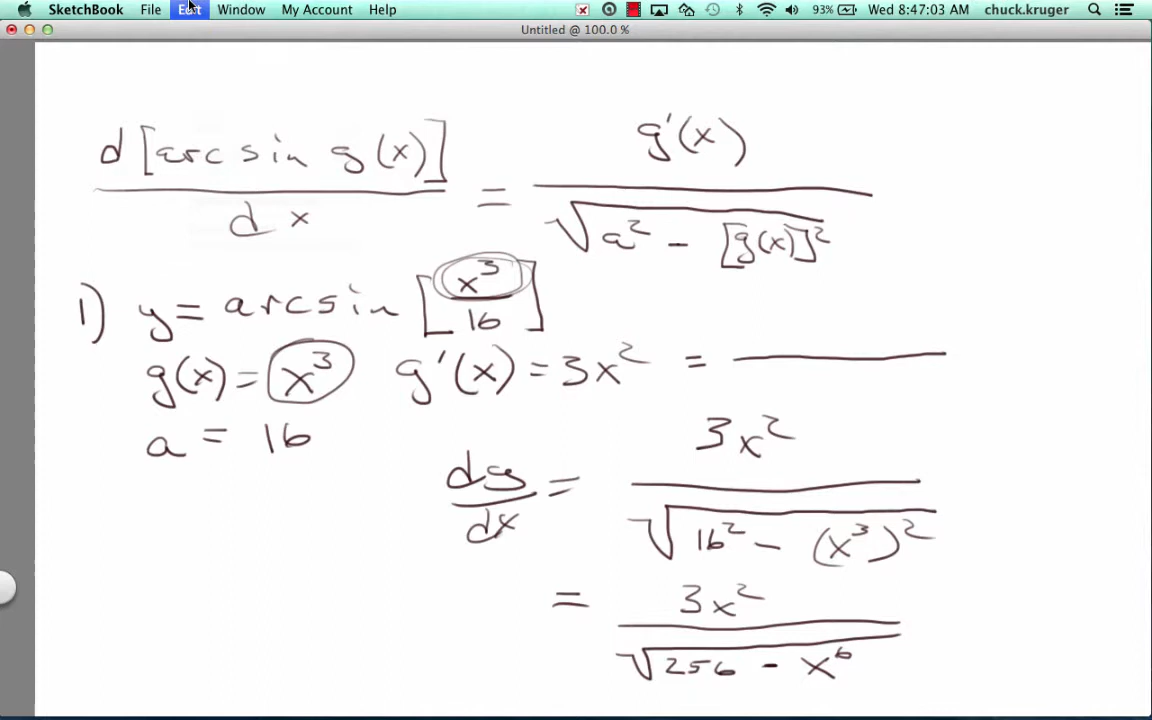 SketchBook File Edit Window My Account Help 93% Wed 8:47:03 AM chuck.kruger
Untitled @ 100.0 %
d[arcsin g(x)] / dx = g'(x) / √(a² - [g(x)]²)
1) y = arcsin [x³/16]
g(x) = x³ g'(x) = 3x² =
a = 16
dy/dx = 3x² / √(16² - (x³)²)
= 3x² / √(256 - x⁶)